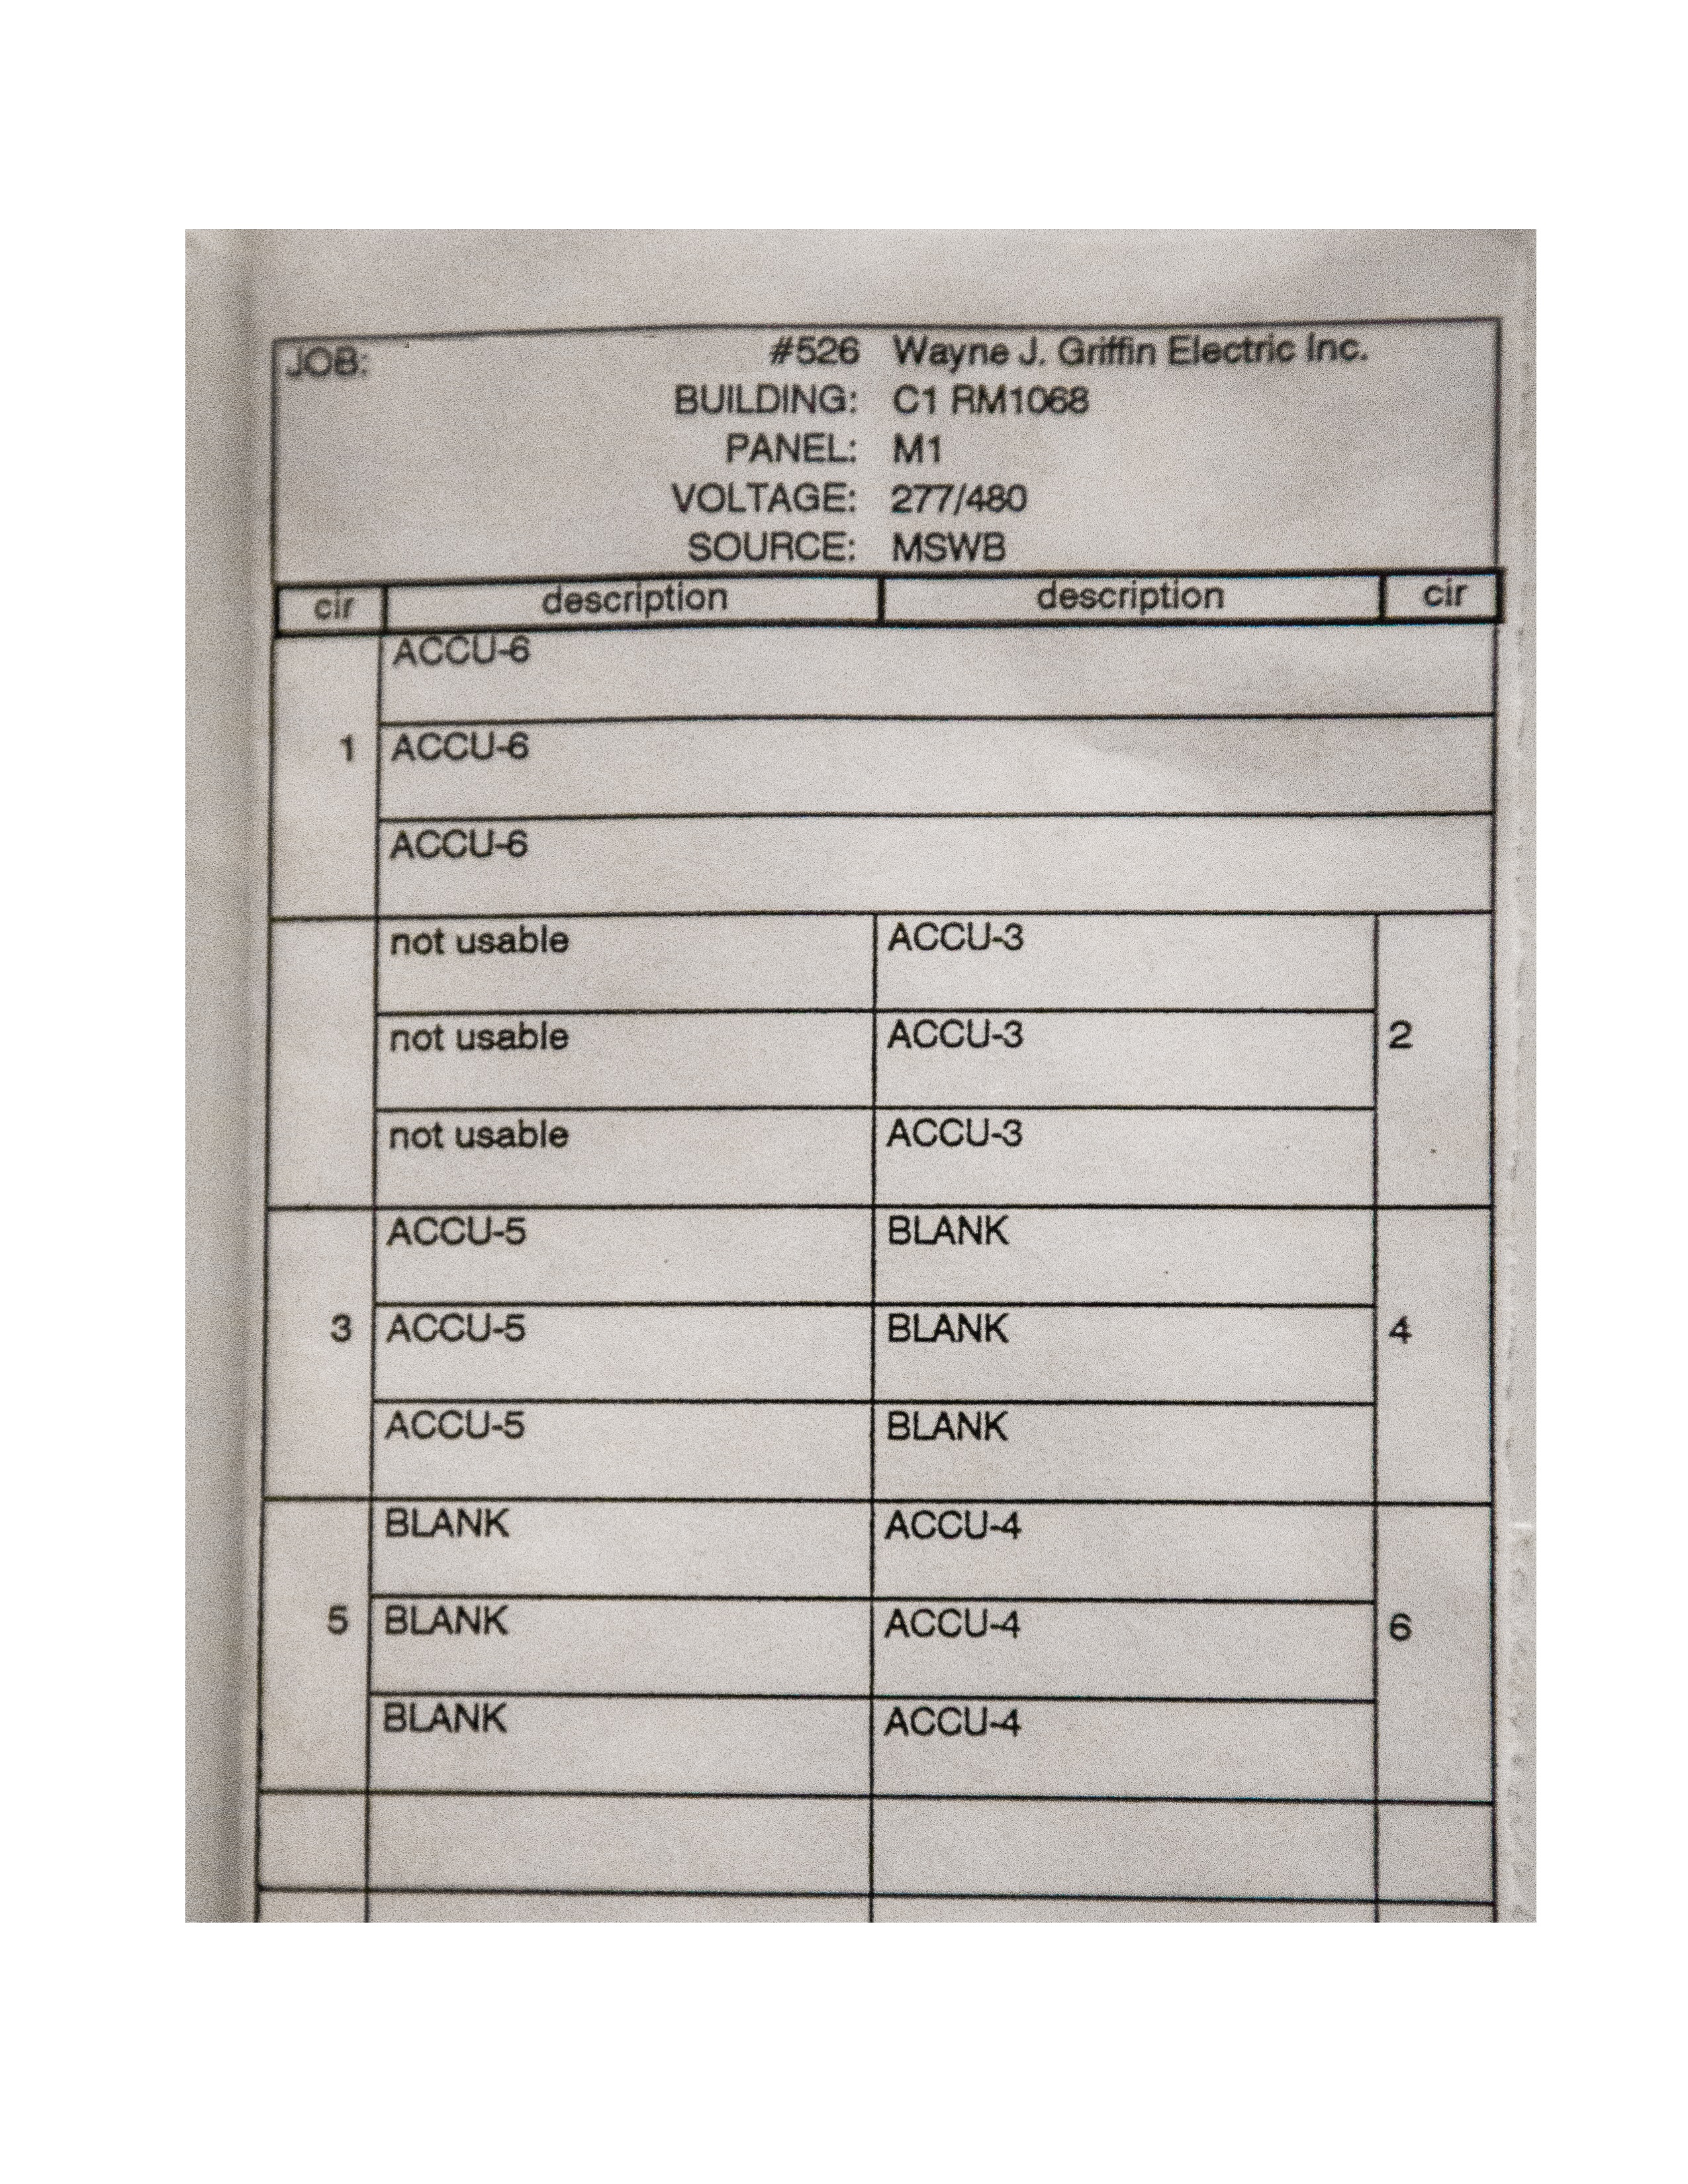 JOB: #526 Wayne J. Griffin Electric Inc.
BUILDING: C1 RM1068
PANEL: M1
VOLTAGE: 277/480
SOURCE: MSWB
cir description description cir
ACCU-6
1 ACCU-6
ACCU-6
not usable ACCU-3
not usable ACCU-3 2
not usable ACCU-3
ACCU-5 BLANK
3 ACCU-5 BLANK 4
ACCU-5 BLANK
BLANK ACCU-4
5 BLANK ACCU-4 6
BLANK ACCU-4